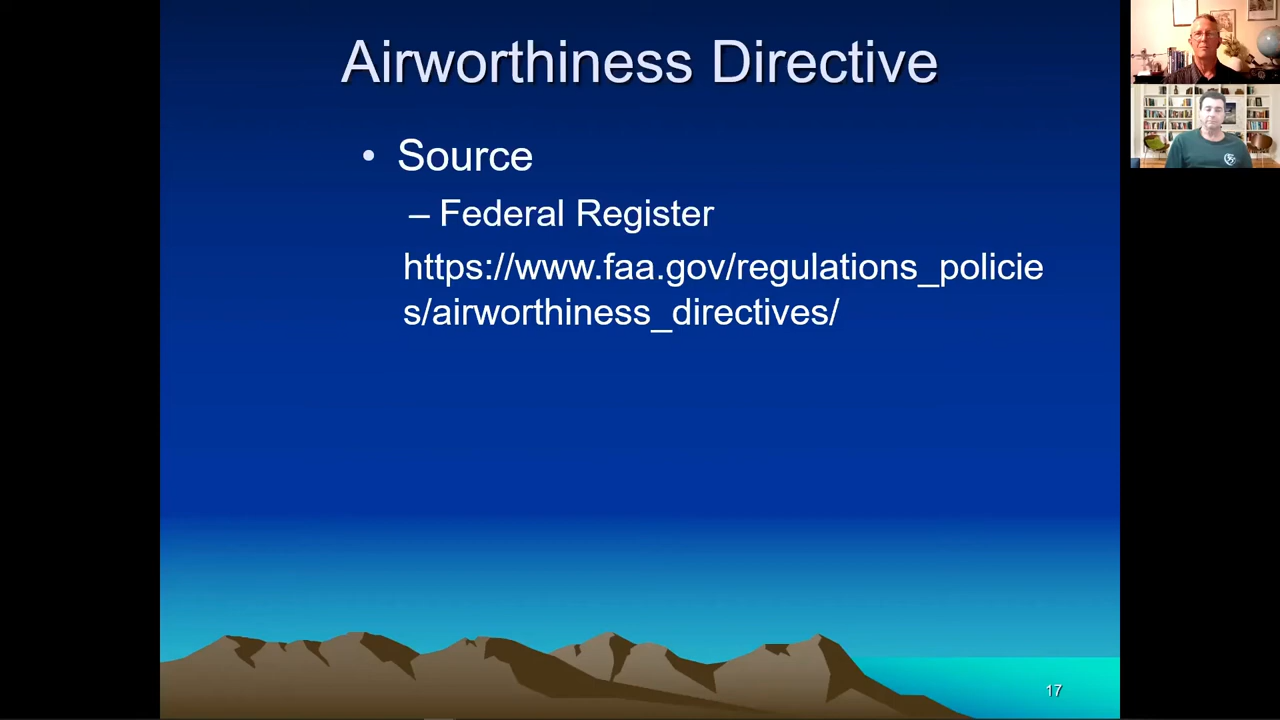 Airworthiness Directive
• Source
– Federal Register
https://www.faa.gov/regulations_policie
s/airworthiness_directives/
17